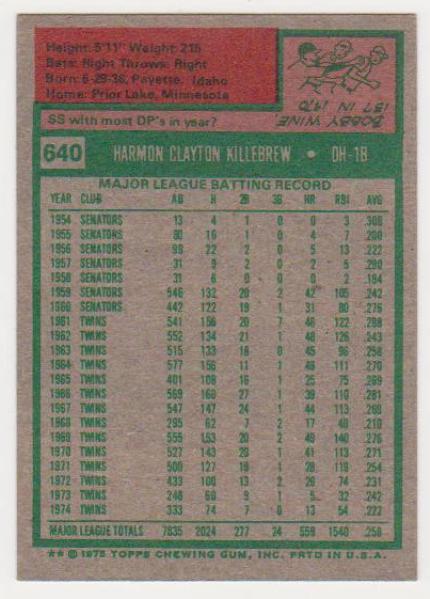 Height: 5'11" Weight: 215
Bats: Right Throws: Right
Born: 6-29-36, Payette, Idaho
Home: Prior Lake, Minnesota
SS with most DP's in year?
BOBBY WINE,
137 IN 1970
640 HARMON CLAYTON KILLEBREW • DH-1B
MAJOR LEAGUE BATTING RECORD
YEAR CLUB AB H 2B 3B HR RBI AVG
1954 SENATORS 13 4 1 0 0 3 .308
1955 SENATORS 80 16 1 0 4 7 .200
1956 SENATORS 99 22 2 0 5 13 .222
1957 SENATORS 31 9 2 0 2 5 .290
1958 SENATORS 31 6 0 0 0 2 .194
1959 SENATORS 546 132 20 2 42 105 .242
1960 SENATORS 442 122 19 1 31 80 .276
1961 TWINS 541 156 20 7 46 122 .288
1962 TWINS 552 134 21 1 48 126 .243
1963 TWINS 515 133 18 0 45 96 .258
1964 TWINS 577 156 11 1 49 111 .270
1965 TWINS 401 108 16 1 25 75 .269
1966 TWINS 569 160 27 1 39 110 .281
1967 TWINS 547 147 24 1 44 113 .269
1968 TWINS 295 62 7 2 17 40 .210
1969 TWINS 555 153 20 2 49 140 .276
1970 TWINS 527 143 20 1 41 113 .271
1971 TWINS 500 127 19 1 28 119 .254
1972 TWINS 433 100 13 2 26 74 .231
1973 TWINS 248 60 9 1 5 32 .242
1974 TWINS 333 74 7 0 13 54 .222
MAJOR LEAGUE TOTALS 7835 2024 277 24 559 1540 .258
★★ © 1975 TOPPS CHEWING GUM, INC. PRTD IN U.S.A.